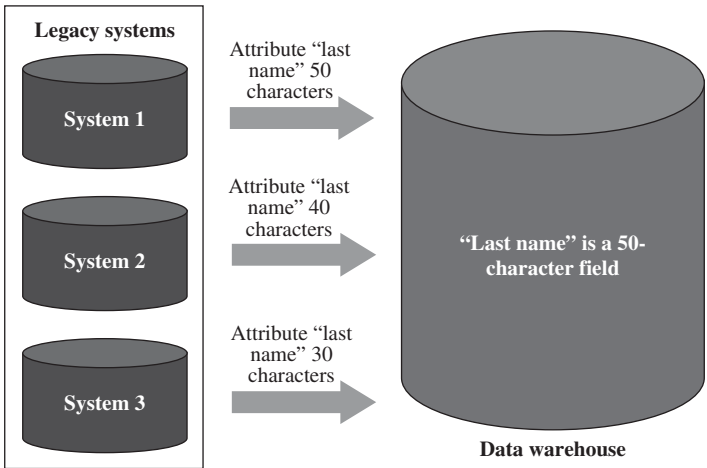 Legacy systems
System 1
System 2
System 3
Attribute “last
name” 50
characters
Attribute “last
name” 40
characters
Attribute “last
name” 30
characters
“Last name” is a 50-
character field
Data warehouse